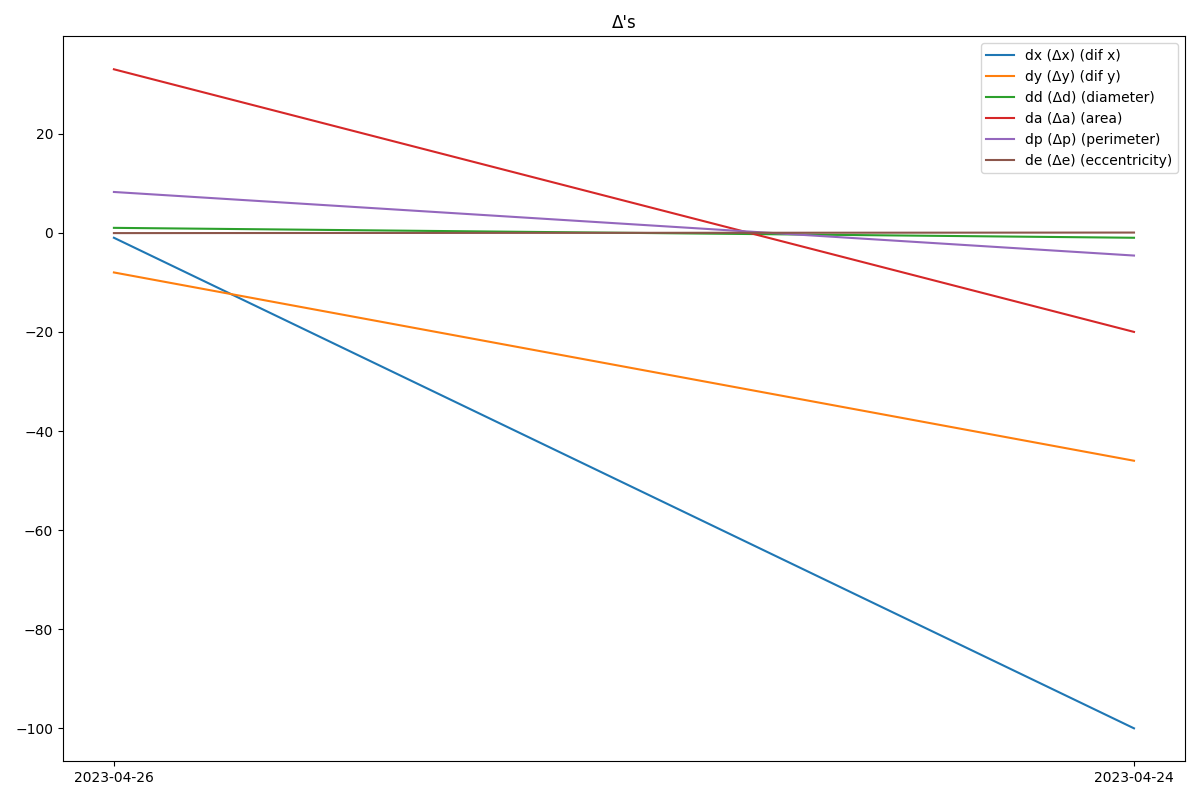 Δ's
dx (Δx) (dif x)
dy (Δy) (dif y)
dd (Δd) (diameter)
da (Δa) (area)
dp (Δp) (perimeter)
de (Δe) (eccentricity)
20
0
−20
−40
−60
−80
−100
2023-04-26
2023-04-24